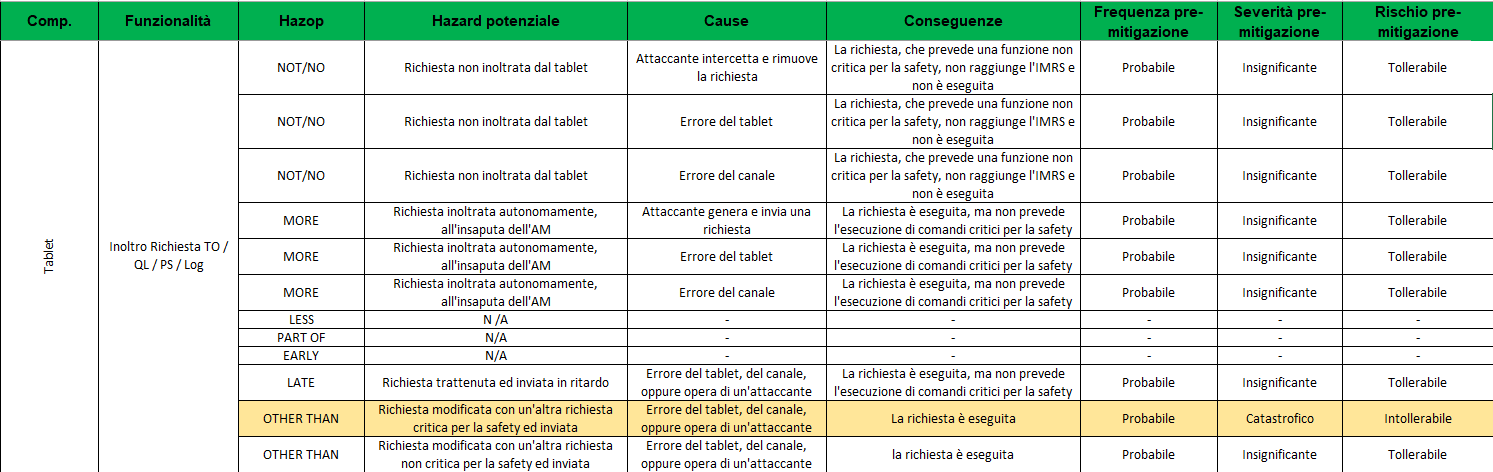 Comp. Funzionalità Hazop Hazard potenziale Cause Conseguenze Frequenza pre-mitigazione Severità pre-mitigazione Rischio pre-mitigazione
Tablet
Inoltro Richiesta TO /
QL / PS / Log
NOT/NO Richiesta non inoltrata dal tablet
Attaccante intercetta e rimuove
la richiesta
La richiesta, che prevede una funzione non
critica per la safety, non raggiunge l'IMRS e
non è eseguita
Probabile Insignificante Tollerabile
NOT/NO Richiesta non inoltrata dal tablet Errore del tablet
La richiesta, che prevede una funzione non
critica per la safety, non raggiunge l'IMRS e
non è eseguita
Probabile Insignificante Tollerabile
NOT/NO Richiesta non inoltrata dal tablet Errore del canale
La richiesta, che prevede una funzione non
critica per la safety, non raggiunge l'IMRS e
non è eseguita
Probabile Insignificante Tollerabile
MORE
Richiesta inoltrata autonomamente,
all'insaputa dell'AM
Attaccante genera e invia una
richiesta
La richiesta è eseguita, ma non prevede
l'esecuzione di comandi critici per la safety
Probabile Insignificante Tollerabile
MORE
Richiesta inoltrata autonomamente,
all'insaputa dell'AM
Errore del tablet
La richiesta è eseguita, ma non prevede
l'esecuzione di comandi critici per la safety
Probabile Insignificante Tollerabile
MORE
Richiesta inoltrata autonomamente,
all'insaputa dell'AM
Errore del canale
La richiesta è eseguita, ma non prevede
l'esecuzione di comandi critici per la safety
Probabile Insignificante Tollerabile
LESS N /A - - - - -
PART OF N/A - - - - -
EARLY N/A - - - - -
LATE Richiesta trattenuta ed inviata in ritardo
Errore del tablet, del canale,
oppure opera di un'attaccante
La richiesta è eseguita, ma non prevede
l'esecuzione di comandi critici per la safety
Probabile Insignificante Tollerabile
OTHER THAN
Richiesta modificata con un'altra richiesta
critica per la safety ed inviata
Errore del tablet, del canale,
oppure opera di un'attaccante
La richiesta è eseguita Probabile Catastrofico Intollerabile
OTHER THAN
Richiesta modificata con un'altra richiesta
non critica per la safety ed inviata
Errore del tablet, del canale,
oppure opera di un'attaccante
la richiesta è eseguita Probabile Insignificante Tollerabile